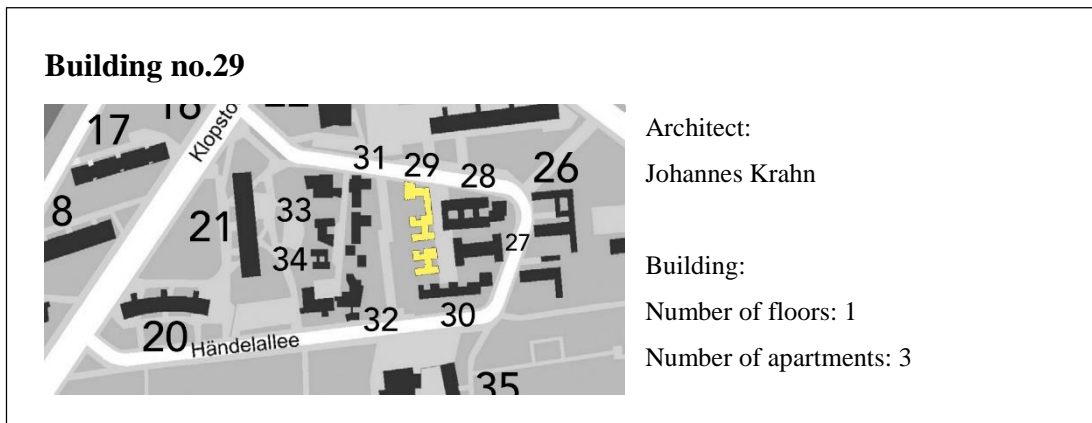 Building no.29
17
Klopsto
31
29
28
26
8
33
21
34
27
20
Händelallee
32
30
35
Architect:
Johannes Krahn
Building:
Number of floors: 1
Number of apartments: 3